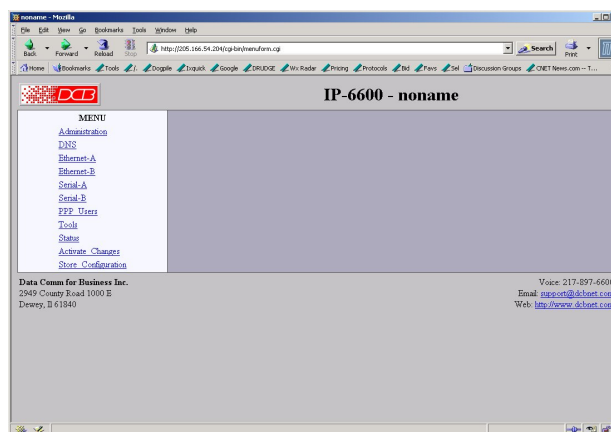 noname - Mozilla
File Edit View Go Bookmarks Tools Window Help
Back Forward Reload Stop http://205.166.54.204/cgi-bin/menuform.cgi Search Print
Home Bookmarks Tools /. Dogpile Ixquick Google DRUDGE Wx Radar Pricing Protocols Bid Favs Sel Discussion Groups CNET News.com -- T...
DCB
IP-6600 - noname
MENU
Administration
DNS
Ethernet-A
Ethernet-B
Serial-A
Serial-B
PPP Users
Tools
Status
Activate Changes
Store Configuration
Data Comm for Business Inc.
2949 County Road 1000 E
Dewey, Il 61840
Voice: 217-897-6600
Email: support@dcbnet.com
Web: http://www.dcbnet.com